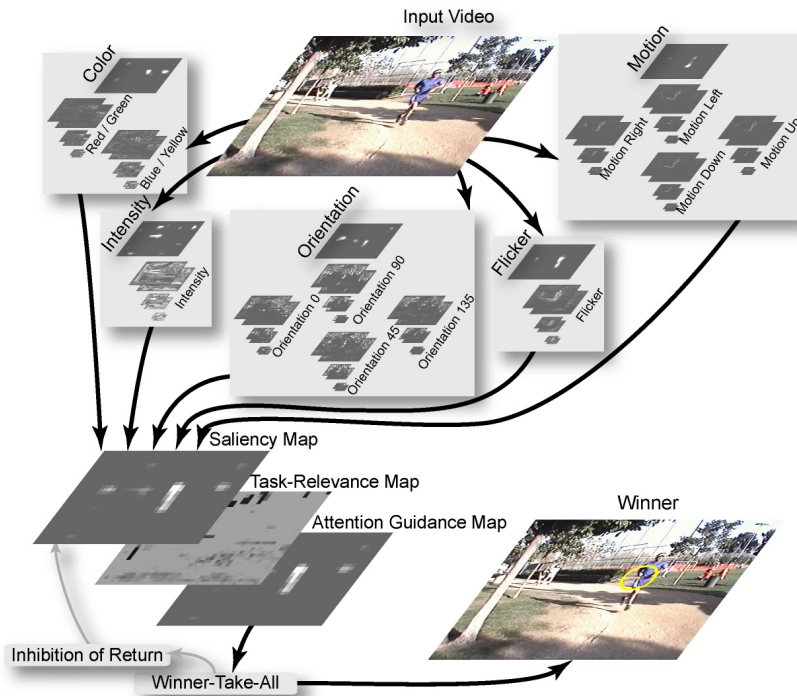 Input Video
Color
Red / Green
Blue / Yellow
Motion
Motion Left
Motion Right
Motion Up
Motion Down
Intensity
Intensity
Orientation
Orientation 90
Orientation 0
Orientation 135
Orientation 45
Flicker
Flicker
Saliency Map
Task-Relevance Map
Attention Guidance Map
Winner
Inhibition of Return
Winner-Take-All